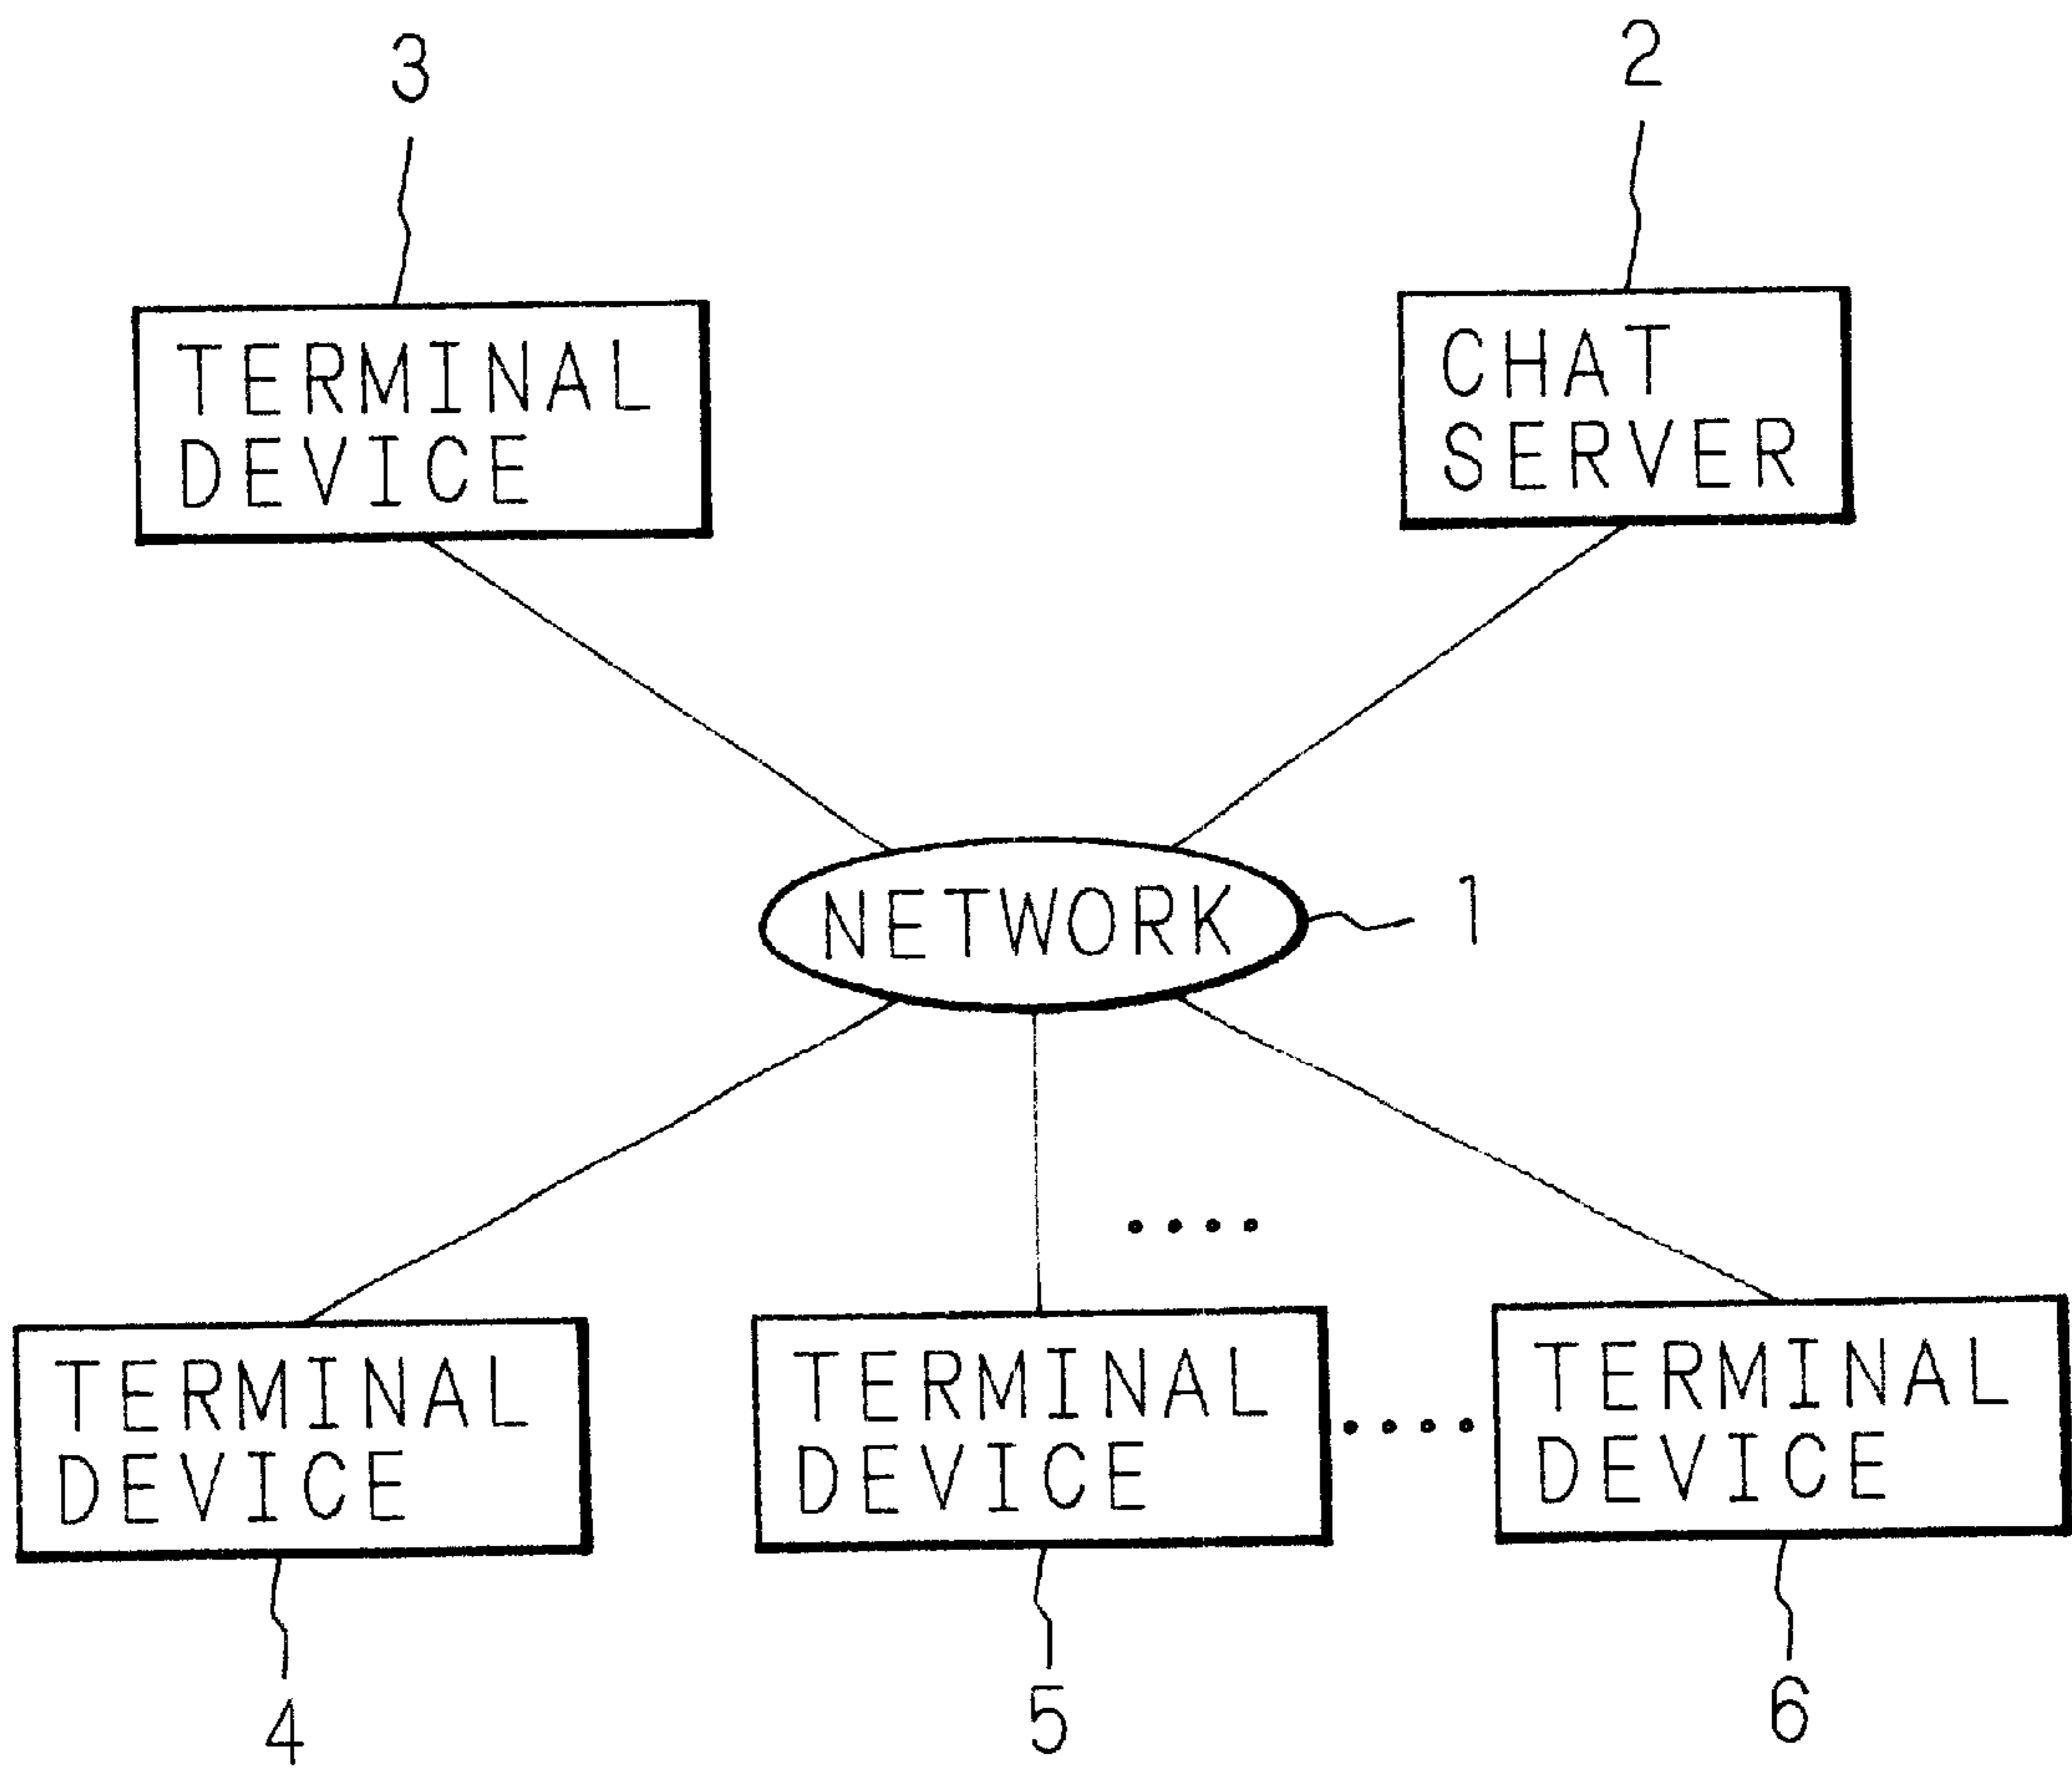 3
2
TERMINAL
DEVICE
CHAT
SERVER
NETWORK
1
TERMINAL
DEVICE
TERMINAL
DEVICE
TERMINAL
DEVICE
4
5
6